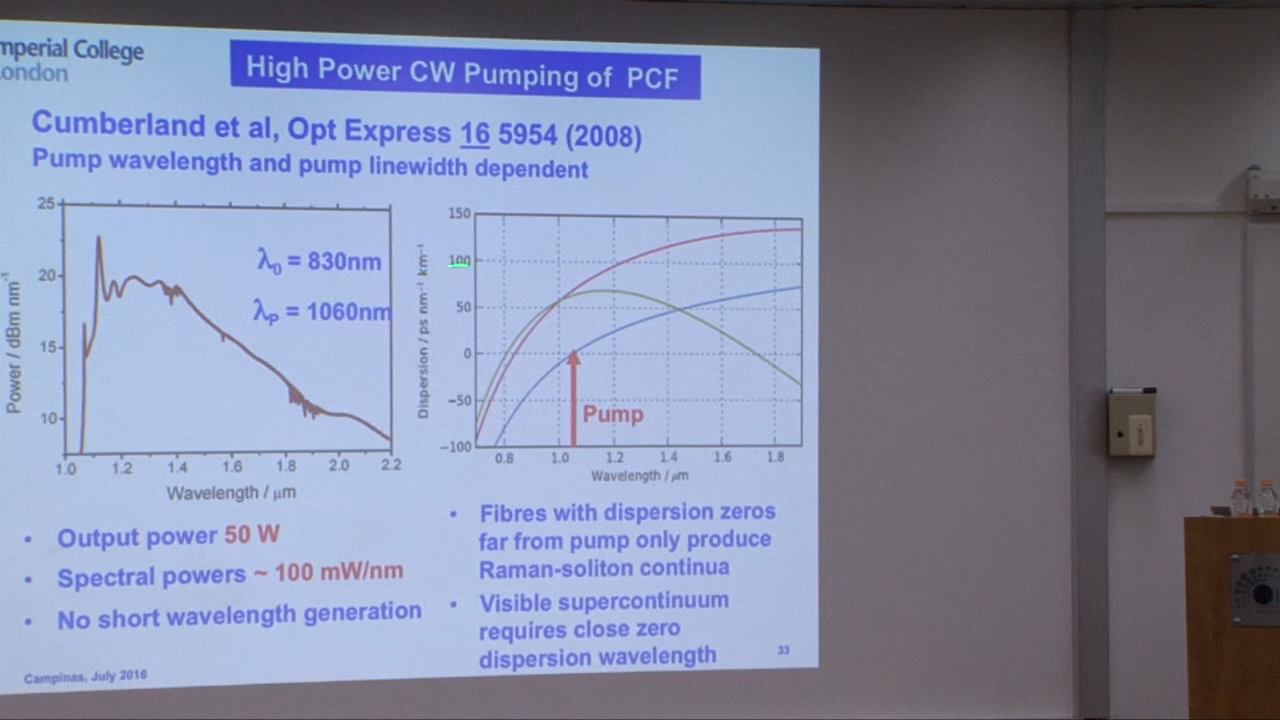 mperial College
ondon
High Power CW Pumping of PCF
Cumberland et al, Opt Express 16 5954 (2008)
Pump wavelength and pump linewidth dependent
25
20
15
10
Power / dBm nm⁻¹
λ₀ = 830nm
λP = 1060nm
1.0 1.2 1.4 1.6 1.8 2.0 2.2
Wavelength / μm
150
100
50
0
−50
−100
Dispersion / ps nm⁻¹ km⁻¹
Pump
0.8 1.0 1.2 1.4 1.6 1.8
Wavelength / μm
• Output power 50 W
• Spectral powers ~ 100 mW/nm
• No short wavelength generation
• Fibres with dispersion zeros
far from pump only produce
Raman-soliton continua
• Visible supercontinuum
requires close zero
dispersion wavelength
Campinas, July 2016
33